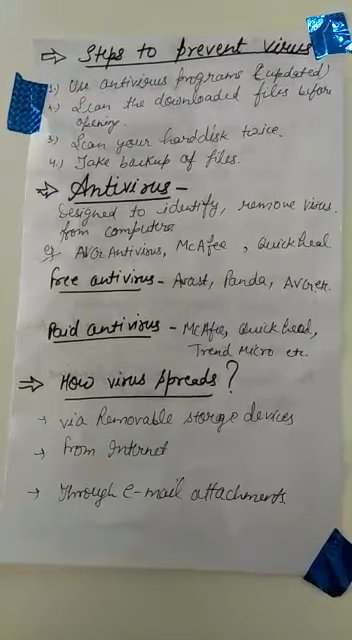 ⇒ Steps to prevent virus
1.) Use antivirus programs (updated)
2.) Scan the downloaded files before
opening.
3.) Scan your harddisk twice.
4.) Take backup of files.
⇒ Antivirus –
Designed to identify, remove virus.
from computers
eg AVG Antivirus, McAfee, Quick Heal.
Free antivirus – Avast, Panda, AVG etc.
Paid antivirus – McAfee, Quick heal,
Trend Micro etc.
⇒ How virus spreads?
→ via Removable storage devices
→ From Internet
→ Through e-mail attachments